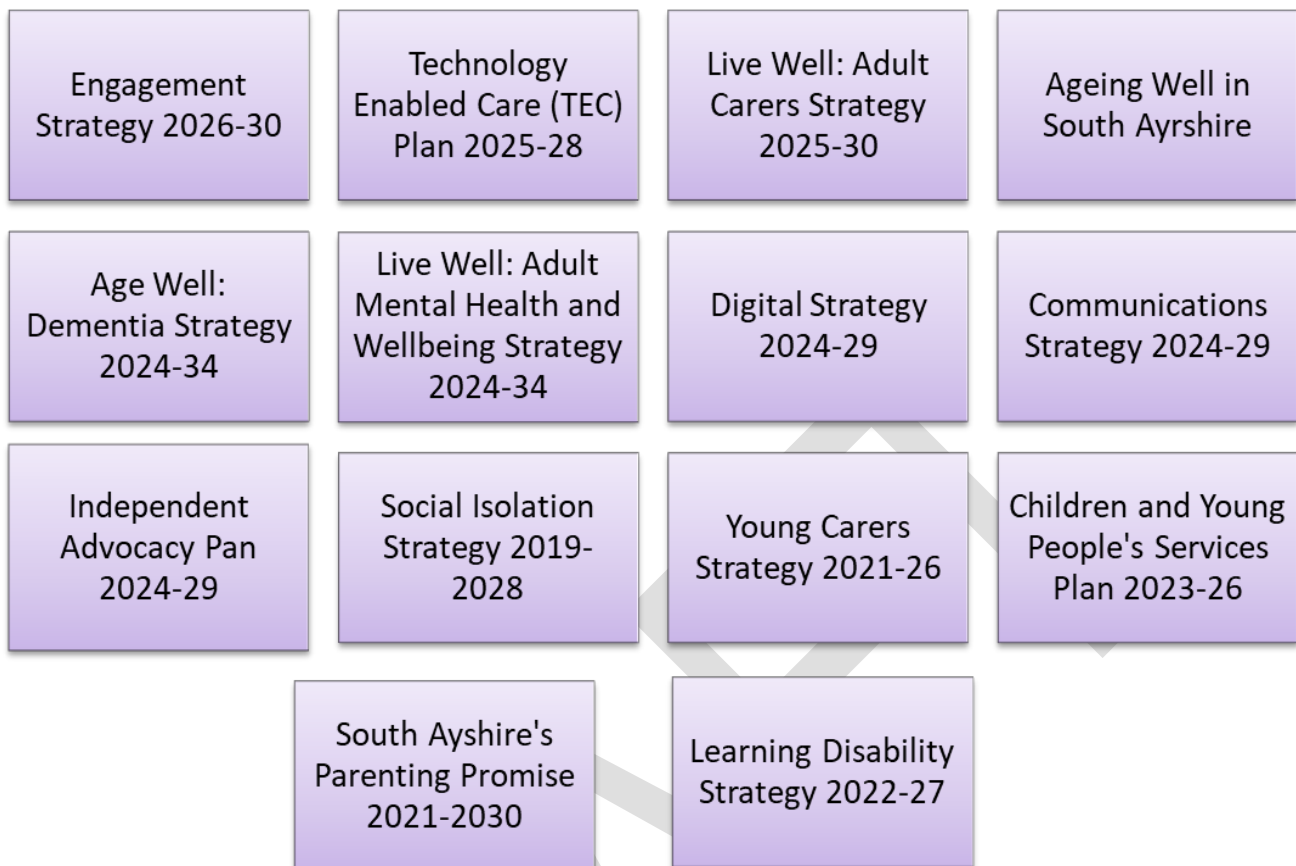 Engagement
Strategy 2026-30
Technology
Enabled Care (TEC)
Plan 2025-28
Live Well: Adult
Carers Strategy
2025-30
Ageing Well in
South Ayrshire
Age Well:
Dementia Strategy
2024-34
Live Well: Adult
Mental Health and
Wellbeing Strategy
2024-34
Digital Strategy
2024-29
Communications
Strategy 2024-29
Independent
Advocacy Pan
2024-29
Social Isolation
Strategy 2019-
2028
Young Carers
Strategy 2021-26
Children and Young
People's Services
Plan 2023-26
South Ayshire's
Parenting Promise
2021-2030
Learning Disability
Strategy 2022-27